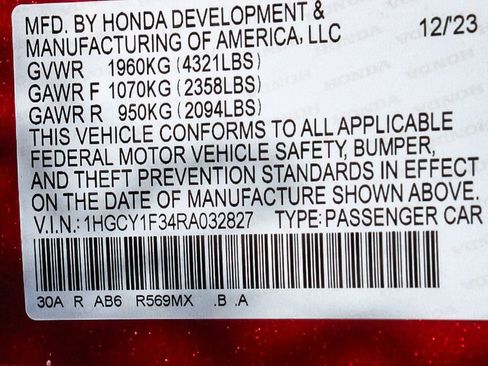 MFD. BY HONDA DEVELOPMENT &
MANUFACTURING OF AMERICA, LLC 12/23
GVWR 1960KG (4321LBS)
GAWR F 1070KG (2358LBS)
GAWR R 950KG (2094LBS)
THIS VEHICLE CONFORMS TO ALL APPLICABLE
FEDERAL MOTOR VEHICLE SAFETY, BUMPER,
AND THEFT PREVENTION STANDARDS IN EFFECT
ON THE DATE OF MANUFACTURE SHOWN ABOVE.
V.I.N.: 1HGCY1F34RA032827 TYPE: PASSENGER CAR
30A R AB6 R569MX .B .A